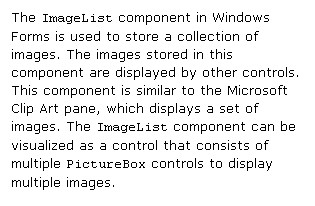 The ImageList component in Windows
Forms is used to store a collection of
images. The images stored in this
component are displayed by other controls.
This component is similar to the Microsoft
Clip Art pane, which displays a set of
images. The ImageList component can be
visualized as a control that consists of
multiple PictureBox controls to display
multiple images.